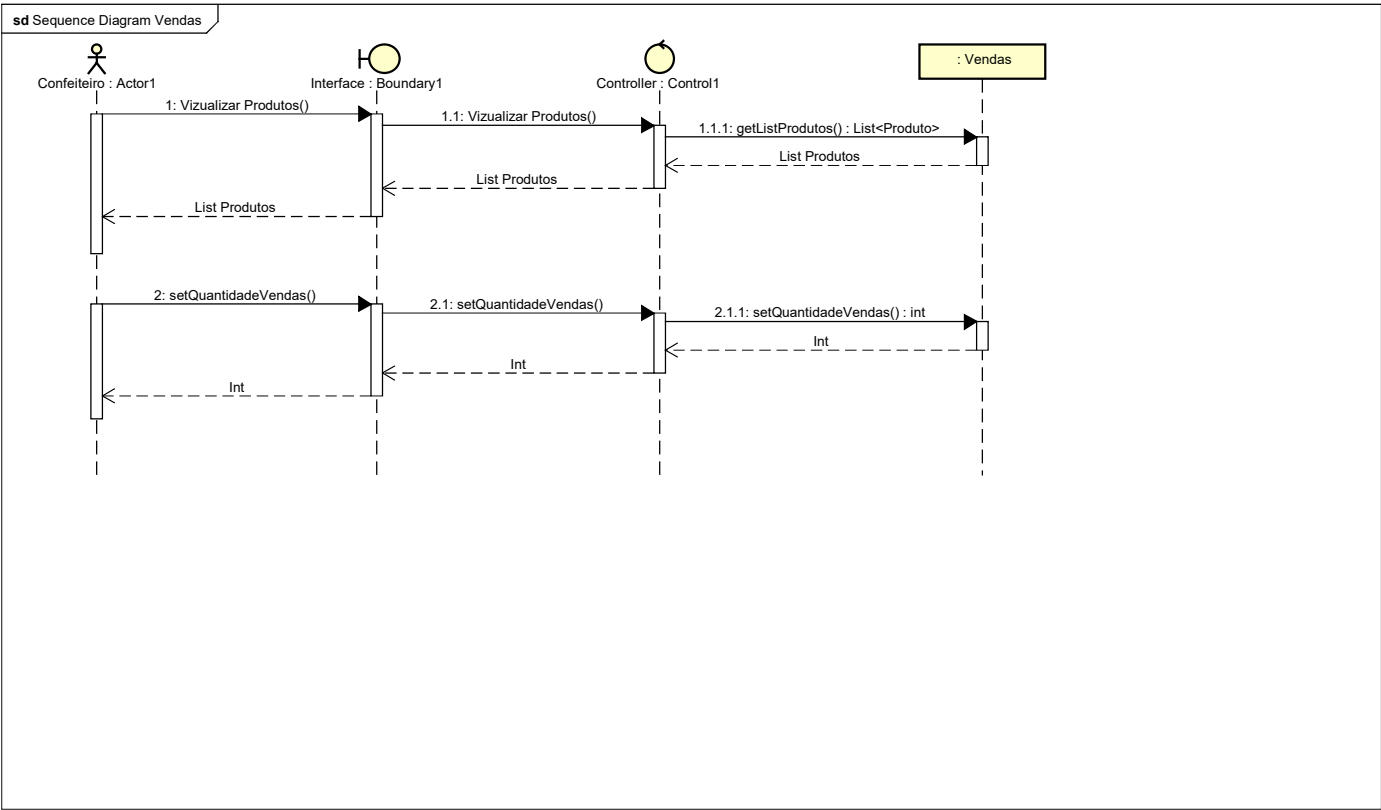 sd Sequence Diagram Vendas
Confeiteiro : Actor1
Interface : Boundary1
Controller : Control1
: Vendas
1: Vizualizar Produtos()
1.1: Vizualizar Produtos()
1.1.1: getListProdutos() : List<Produto>
List Produtos
List Produtos
List Produtos
2: setQuantidadeVendas()
2.1: setQuantidadeVendas()
2.1.1: setQuantidadeVendas() : int
Int
Int
Int